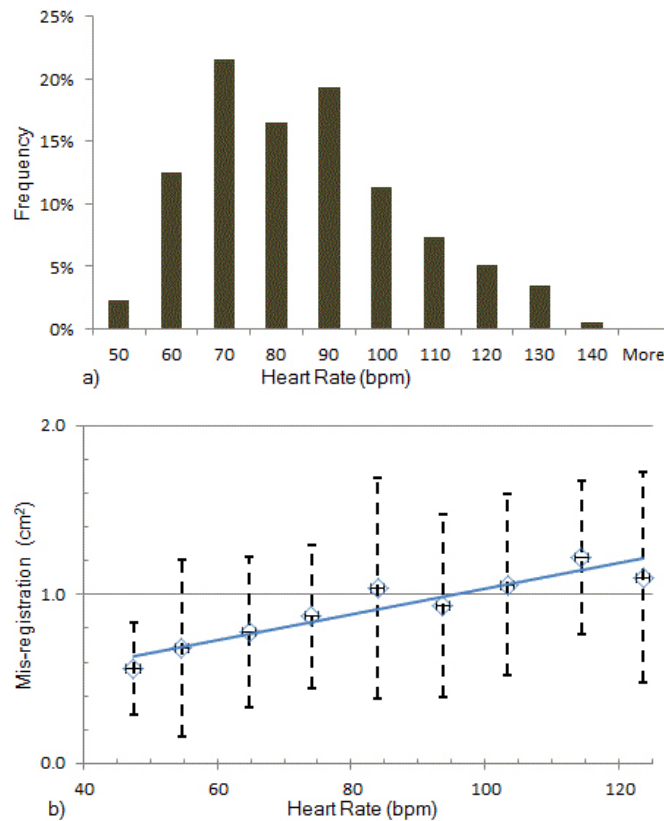 25%
20%
15%
10%
5%
0%
Frequency
50 60 70 80 90 100 110 120 130 140 More
a) Heart Rate (bpm)
2.0
1.0
0.0
Mis-registration (cm²)
40 60 80 100 120
b) Heart Rate (bpm)